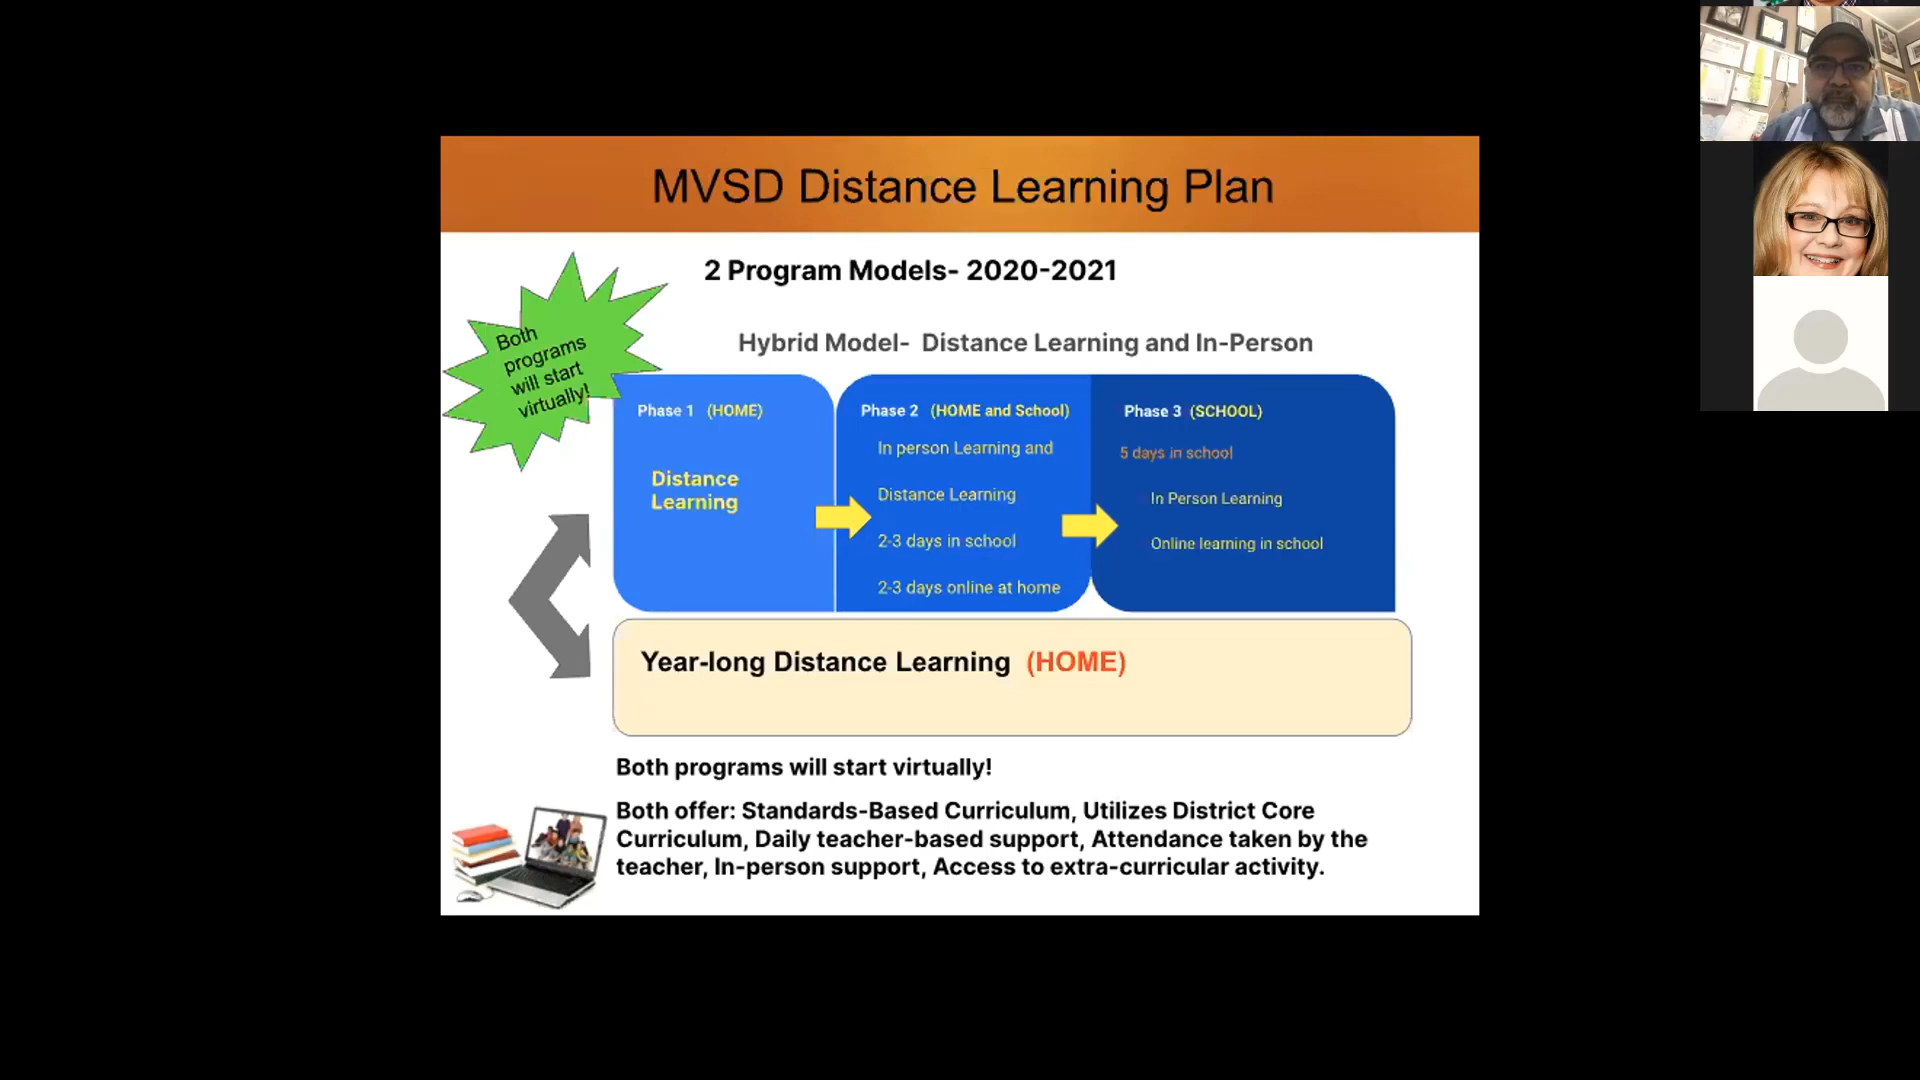 MVSD Distance Learning Plan
2 Program Models- 2020-2021
Both
programs
will start
virtually!
Hybrid Model-  Distance Learning and In-Person
Phase 1   (HOME)
Distance
Learning
Phase 2   (HOME and School)
In person Learning and
Distance Learning
2-3 days in school
2-3 days online at home
Phase 3  (SCHOOL)
5 days in school
In Person Learning
Online learning in school
Year-long Distance Learning  (HOME)
Both programs will start virtually!
Both offer: Standards-Based Curriculum, Utilizes District Core
Curriculum, Daily teacher-based support, Attendance taken by the
teacher, In-person support, Access to extra-curricular activity.